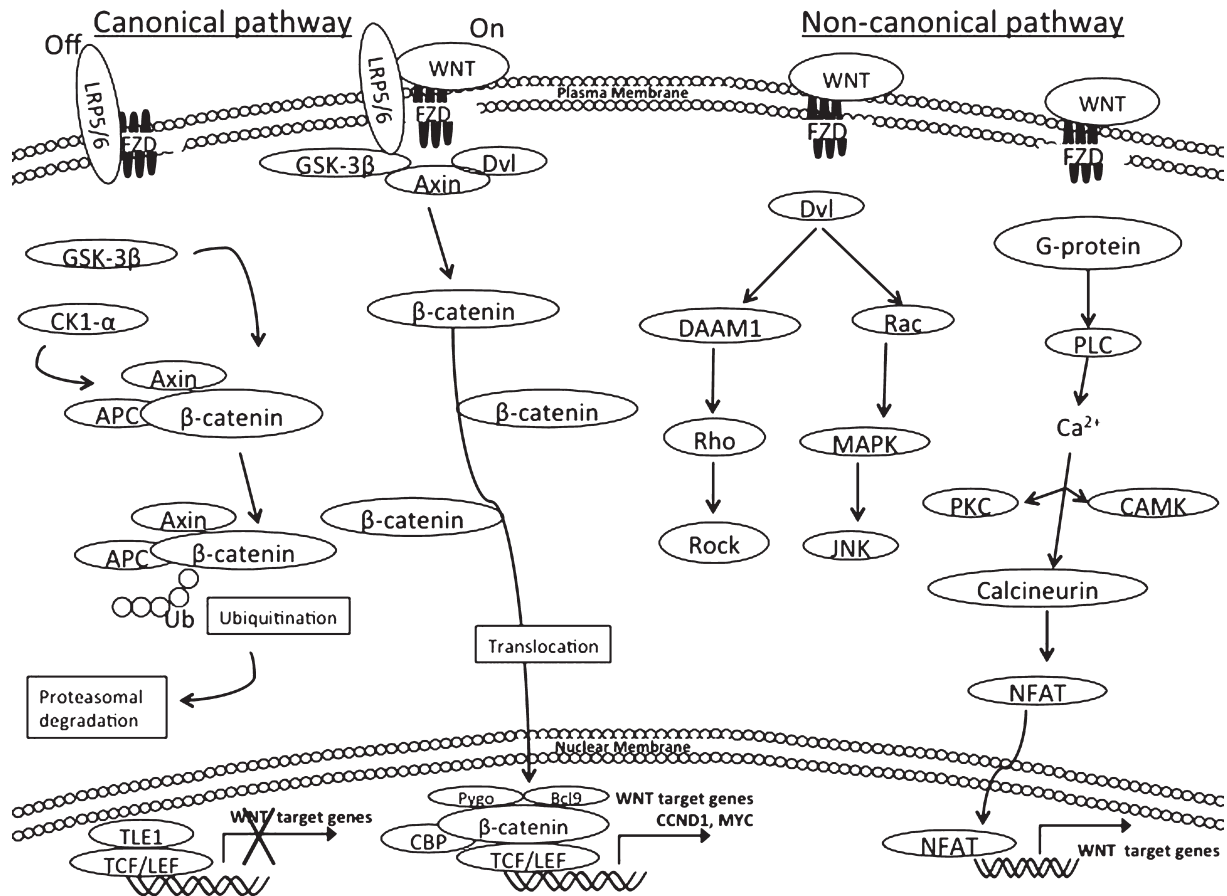 Canonical pathway
Non-canonical pathway
Off
On
LRP5/6
FZD
LRP5/6
WNT
FZD
Plasma Membrane
WNT
FZD
WNT
FZD
GSK-3β
Axin
Dvl
GSK-3β
CK1-α
Axin
APC
β-catenin
Axin
APC
β-catenin
Ub
Ubiquitination
Proteasomal
degradation
β-catenin
β-catenin
β-catenin
Translocation
Dvl
DAAM1
Rac
Rho
MAPK
Rock
JNK
G-protein
PLC
Ca²⁺
PKC
CAMK
Calcineurin
NFAT
Nuclear Membrane
WNT target genes
TLE1
TCF/LEF
Pygo
Bcl9
β-catenin
CBP
TCF/LEF
WNT target genes
CCND1, MYC
NFAT
WNT target genes